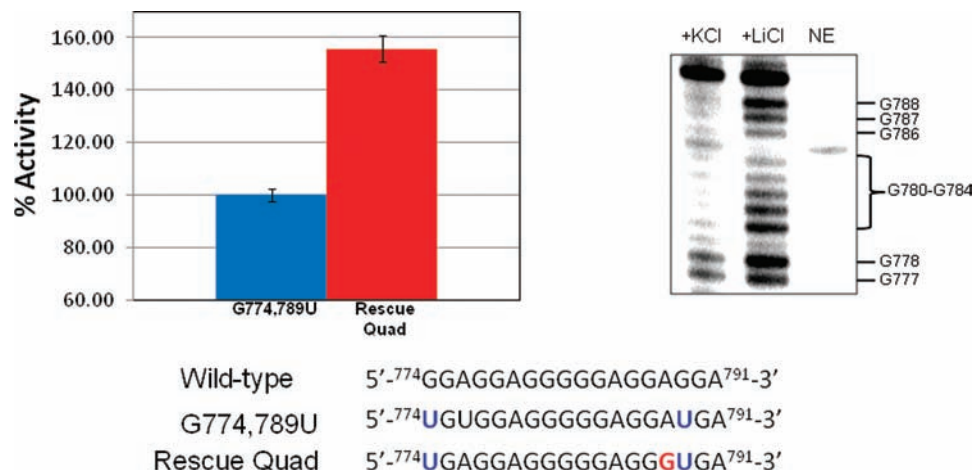 160.00
140.00
120.00
100.00
80.00
60.00
% Activity
G774,789U
Rescue
Quad
+KCl +LiCl NE
G788
G787
G786
G780-G784
G778
G777
Wild-type 5′-⁷⁷⁴GGAGGAGGGGGAGGAGGA⁷⁹¹-3′
G774,789U 5′-⁷⁷⁴UGUGGAGGGGGAGGAUGA⁷⁹¹-3′
Rescue Quad 5′-⁷⁷⁴UGAGGAGGGGGAGGGUGA⁷⁹¹-3′